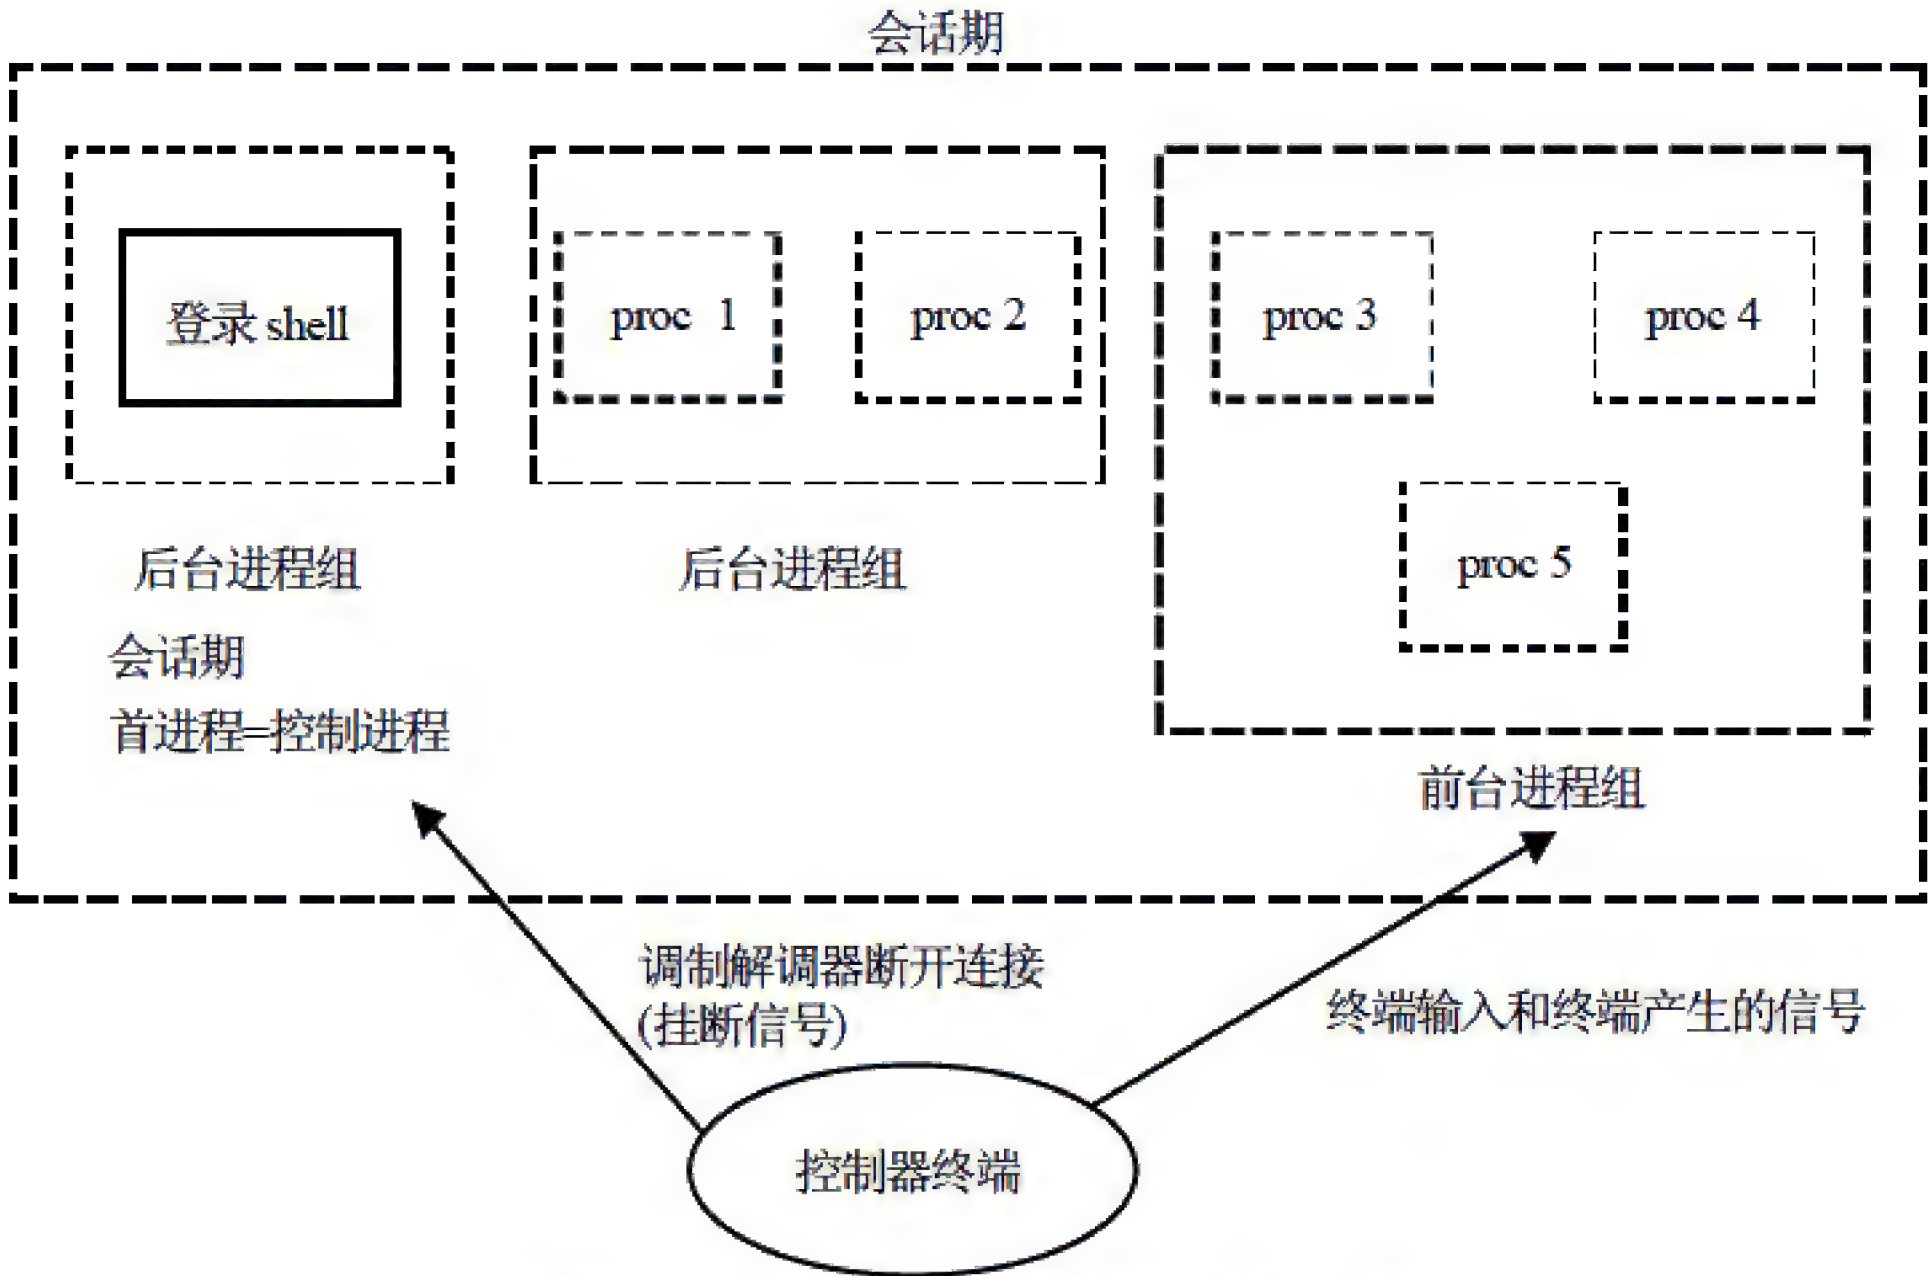 会话期
登录 shell
proc 1
proc 2
proc 3
proc 4
proc 5
后台进程组
后台进程组
会话期
首进程=控制进程
前台进程组
调制解调器断开连接
(挂断信号)
终端输入和终端产生的信号
控制器终端